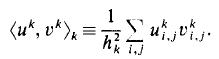 ⟨u^k, v^k⟩_k ≡ \frac{1}{h_k^2} \sum_{i,j} u_{i,j}^k v_{i,j}^k.